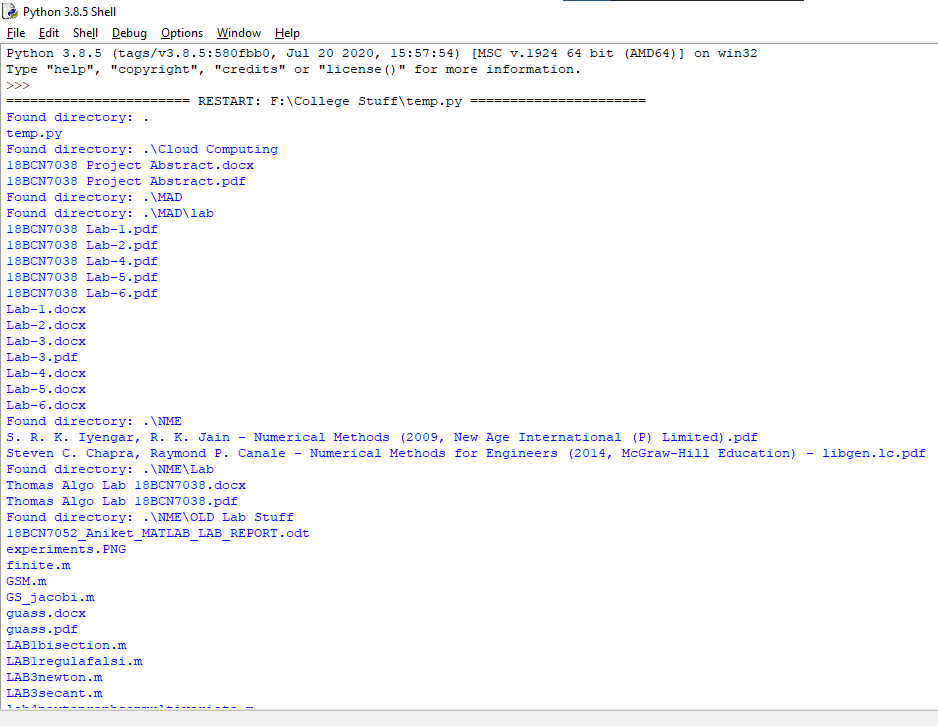 Python 3.8.5 Shell
File Edit Shell Debug Options Window Help
Python 3.8.5 (tags/v3.8.5:580fbb0, Jul 20 2020, 15:57:54) [MSC v.1924 64 bit (AMD64)] on win32
Type "help", "copyright", "credits" or "license()" for more information.
>>>
======================= RESTART: F:\College Stuff\temp.py ======================
Found directory: .
temp.py
Found directory: .\Cloud Computing
18BCN7038 Project Abstract.docx
18BCN7038 Project Abstract.pdf
Found directory: .\MAD
Found directory: .\MAD\lab
18BCN7038 Lab-1.pdf
18BCN7038 Lab-2.pdf
18BCN7038 Lab-4.pdf
18BCN7038 Lab-5.pdf
18BCN7038 Lab-6.pdf
Lab-1.docx
Lab-2.docx
Lab-3.docx
Lab-3.pdf
Lab-4.docx
Lab-5.docx
Lab-6.docx
Found directory: .\NME
S. R. K. Iyengar, R. K. Jain - Numerical Methods (2009, New Age International (P) Limited).pdf
Steven C. Chapra, Raymond P. Canale - Numerical Methods for Engineers (2014, McGraw-Hill Education) - libgen.lc.pdf
Found directory: .\NME\Lab
Thomas Algo Lab 18BCN7038.docx
Thomas Algo Lab 18BCN7038.pdf
Found directory: .\NME\OLD Lab Stuff
18BCN7052_Aniket_MATLAB_LAB_REPORT.odt
experiments.PNG
finite.m
GSM.m
GS_jacobi.m
guass.docx
guass.pdf
LAB1bisection.m
LAB1regulafalsi.m
LAB3newton.m
LAB3secant.m